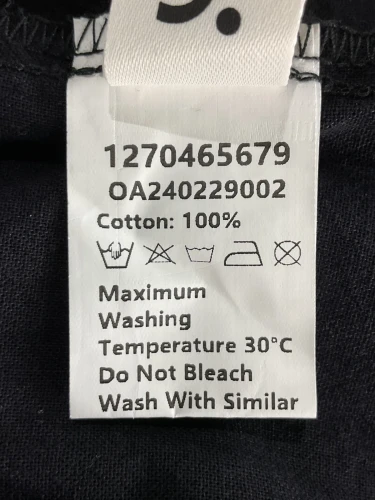 1270465679
OA240229002
Cotton: 100%
Maximum
Washing
Temperature 30°C
Do Not Bleach
Wash With Similar